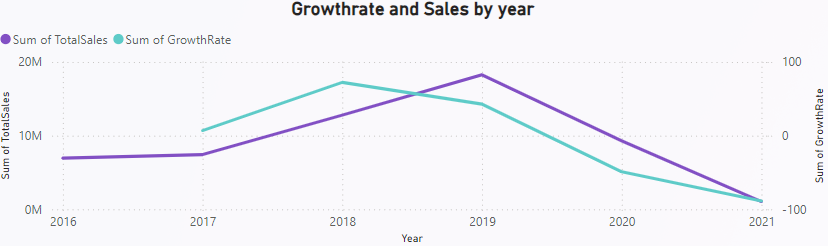 Growthrate and Sales by year
Sum of TotalSales Sum of GrowthRate
20M 100
10M 0
0M -100
Sum of TotalSales
Sum of GrowthRate
2016 2017 2018 2019 2020 2021
Year